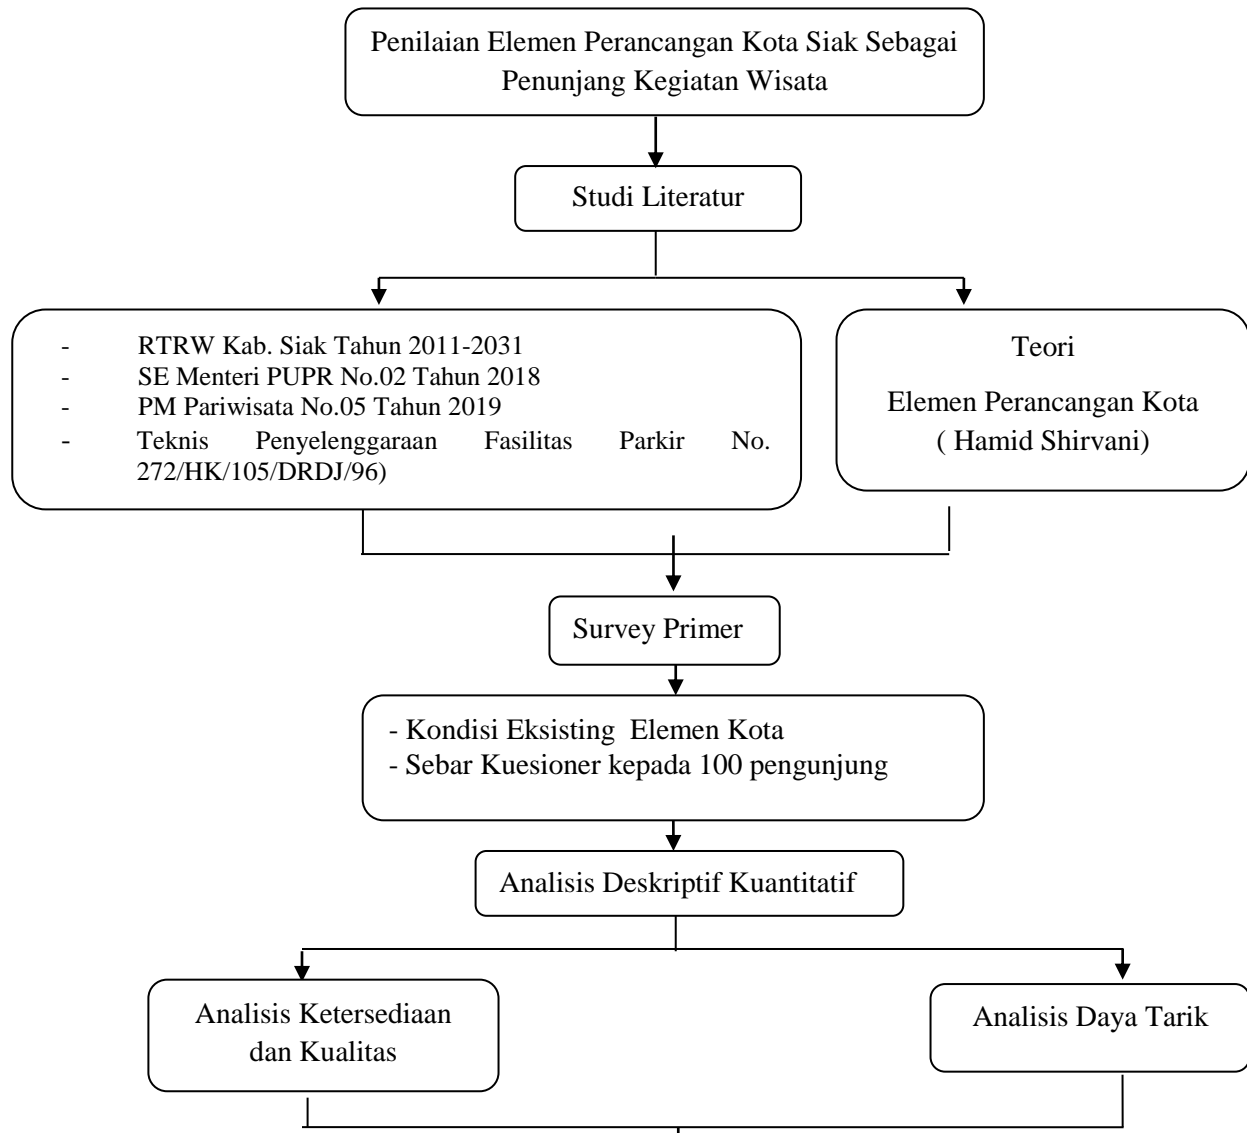 Penilaian Elemen Perancangan Kota Siak Sebagai
Penunjang Kegiatan Wisata
Studi Literatur
- RTRW Kab. Siak Tahun 2011-2031
- SE Menteri PUPR No.02 Tahun 2018
- PM Pariwisata No.05 Tahun 2019
- Teknis Penyelenggaraan Fasilitas Parkir No.
272/HK/105/DRDJ/96)
Teori
Elemen Perancangan Kota
( Hamid Shirvani)
Survey Primer
- Kondisi Eksisting Elemen Kota
- Sebar Kuesioner kepada 100 pengunjung
Analisis Deskriptif Kuantitatif
Analisis Ketersediaan
dan Kualitas
Analisis Daya Tarik